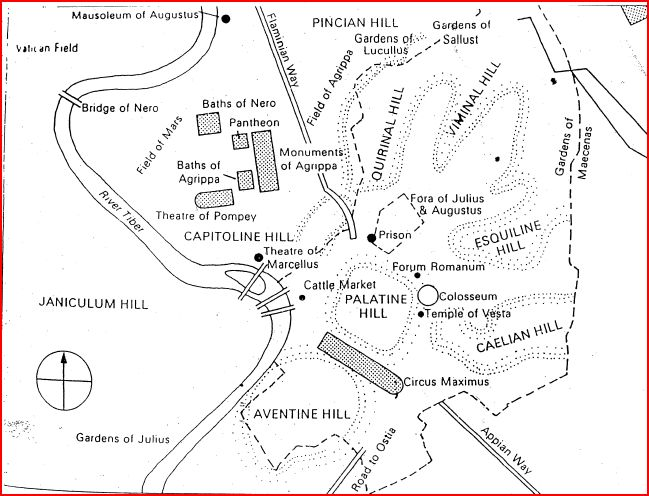 Mausoleum of Augustus
PINCIAN HILL
Gardens of
Sallust
Gardens of
Lucullus
Vatican Field
Flaminian Way
Field of Agrippa
Bridge of Nero
Baths of Nero
Pantheon
Field of Mars
QUIRINAL HILL
VIMINAL HILL
Gardens of
Maecenas
Monuments
of Agrippa
Baths of
Agrippa
Theatre of Pompey
River Tiber
Fora of Julius
& Augustus
CAPITOLINE HILL
Prison
ESQUILINE
HILL
Theatre of
Marcellus
Forum Romanum
Cattle Market
PALATINE
HILL
Colosseum
JANICULUM HILL
Temple of Vesta
CAELIAN HILL
Circus Maximus
AVENTINE HILL
Gardens of Julius
Road to Ostia
Appian Way